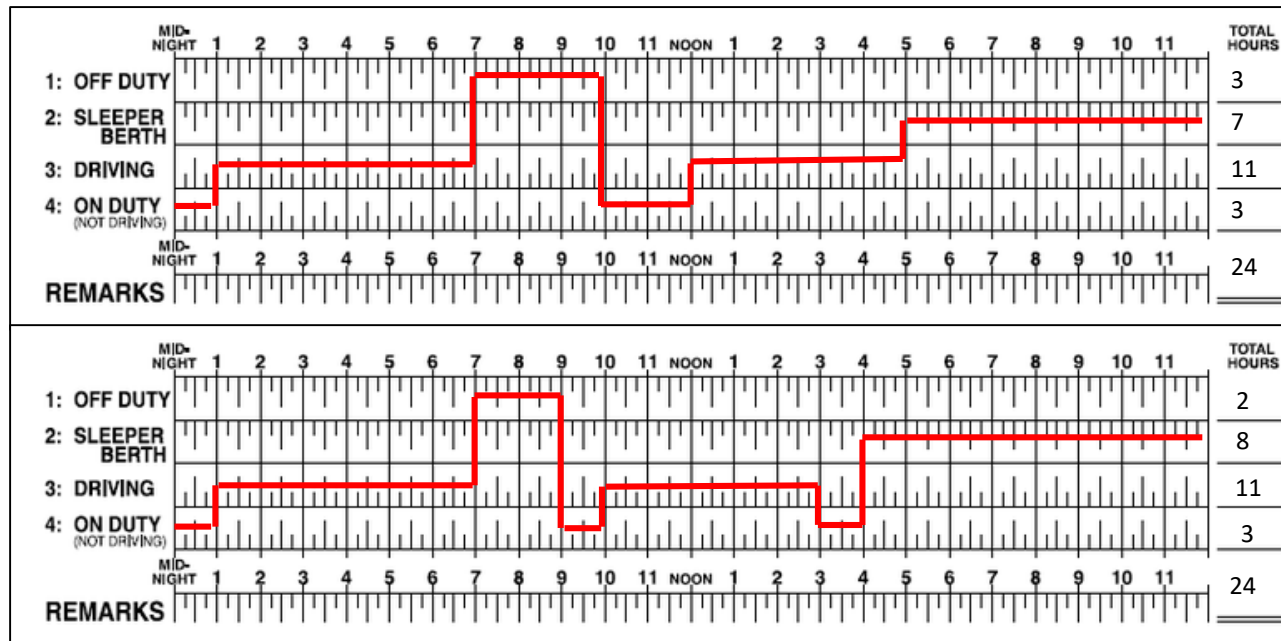 MID-NIGHT 1 2 3 4 5 6 7 8 9 10 11 NOON 1 2 3 4 5 6 7 8 9 10 11 TOTAL HOURS
1: OFF DUTY 3
2: SLEEPER BERTH 7
3: DRIVING 11
4: ON DUTY (NOT DRIVING) 3
MID-NIGHT 1 2 3 4 5 6 7 8 9 10 11 NOON 1 2 3 4 5 6 7 8 9 10 11
REMARKS 24
MID-NIGHT 1 2 3 4 5 6 7 8 9 10 11 NOON 1 2 3 4 5 6 7 8 9 10 11 TOTAL HOURS
1: OFF DUTY 2
2: SLEEPER BERTH 8
3: DRIVING 11
4: ON DUTY (NOT DRIVING) 3
MID-NIGHT 1 2 3 4 5 6 7 8 9 10 11 NOON 1 2 3 4 5 6 7 8 9 10 11
REMARKS 24